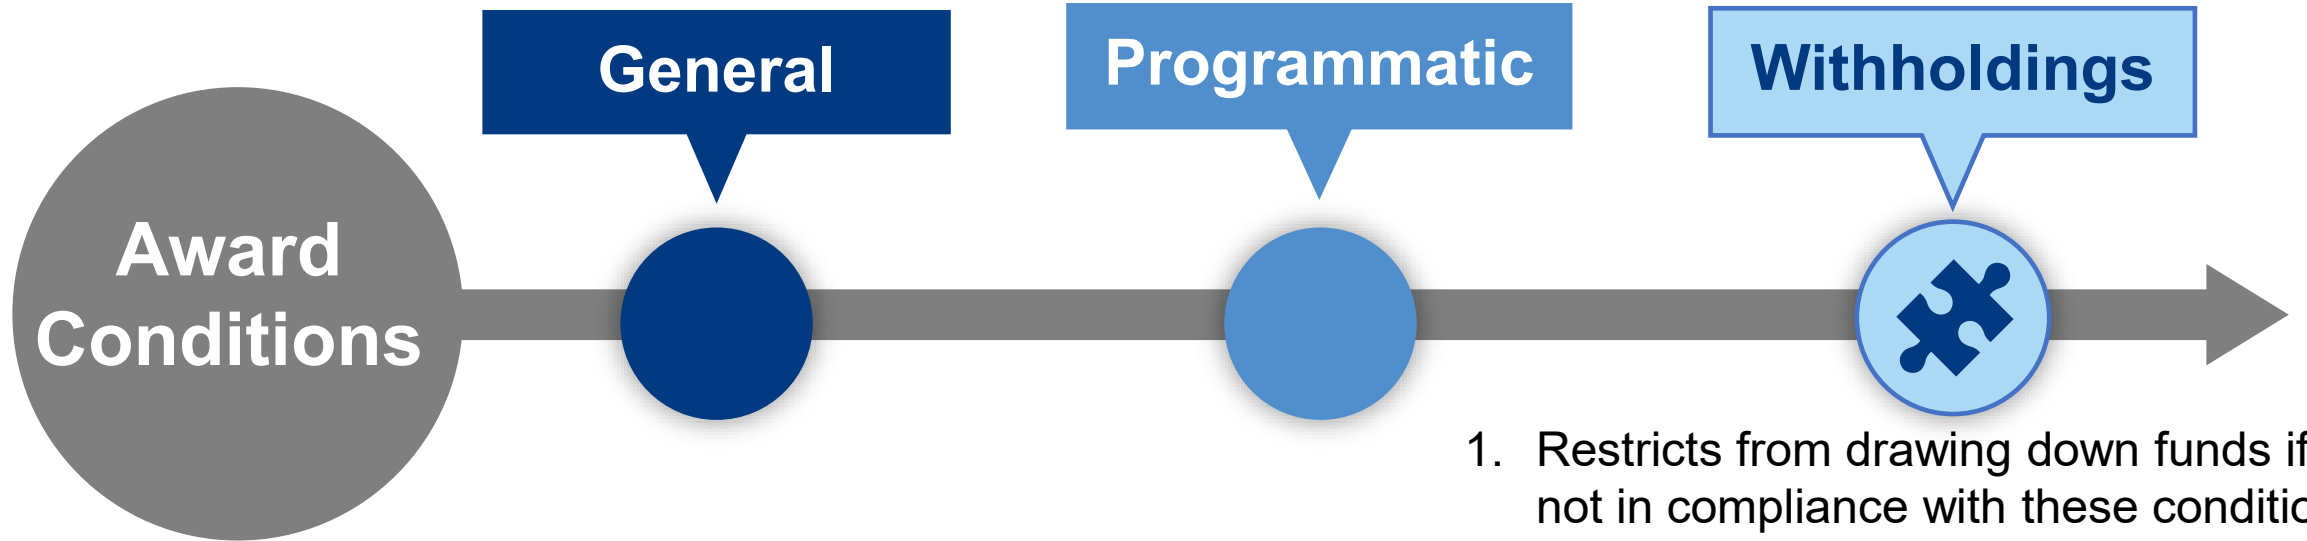 General
Programmatic
Withholdings
Award
Conditions
1. Restricts from drawing down funds if
not in compliance with these